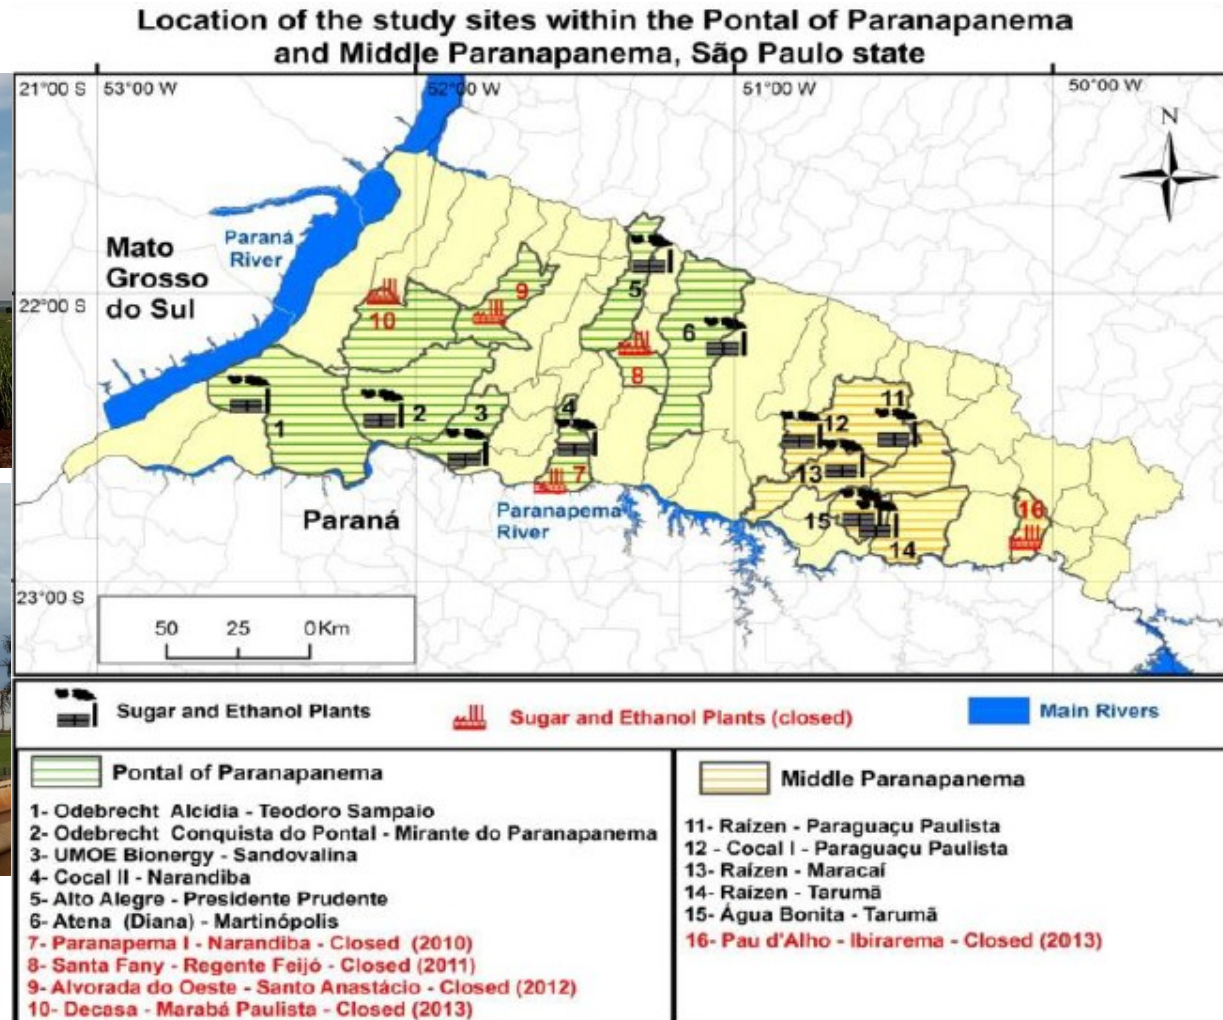 Location of the study sites within the Pontal of Paranapanema
and Middle Paranapanema, São Paulo state
21°00 S
53°00 W
52°00 W
51°00 W
50°00 W
N
Mato
Grosso
do Sul
Paraná
River
22°00 S
9
5
10
6
8
1
2
3
4
11
12
7
13
Paraná
Paranapema
River
15
14
16
23°00 S
50 25 0Km
Sugar and Ethanol Plants
Sugar and Ethanol Plants (closed)
Main Rivers
Pontal of Paranapanema
1- Odebrecht Alcídia - Teodoro Sampaio
2- Odebrecht Conquista do Pontal - Mirante do Paranapanema
3- UMOE Bionergy - Sandovalina
4- Cocal II - Narandiba
5- Alto Alegre - Presidente Prudente
6- Atena (Diana) - Martinópolis
7- Paranapema I - Narandiba - Closed (2010)
8- Santa Fany - Regente Feijó - Closed (2011)
9- Alvorada do Oeste - Santo Anastácio - Closed (2012)
10- Decasa - Marabá Paulista - Closed (2013)
Middle Paranapanema
11- Raízen - Paraguaçu Paulista
12 - Cocal I - Paraguaçu Paulista
13- Raízen - Maracaí
14- Raízen - Tarumã
15- Água Bonita - Tarumã
16- Pau d'Alho - Ibirarema - Closed (2013)